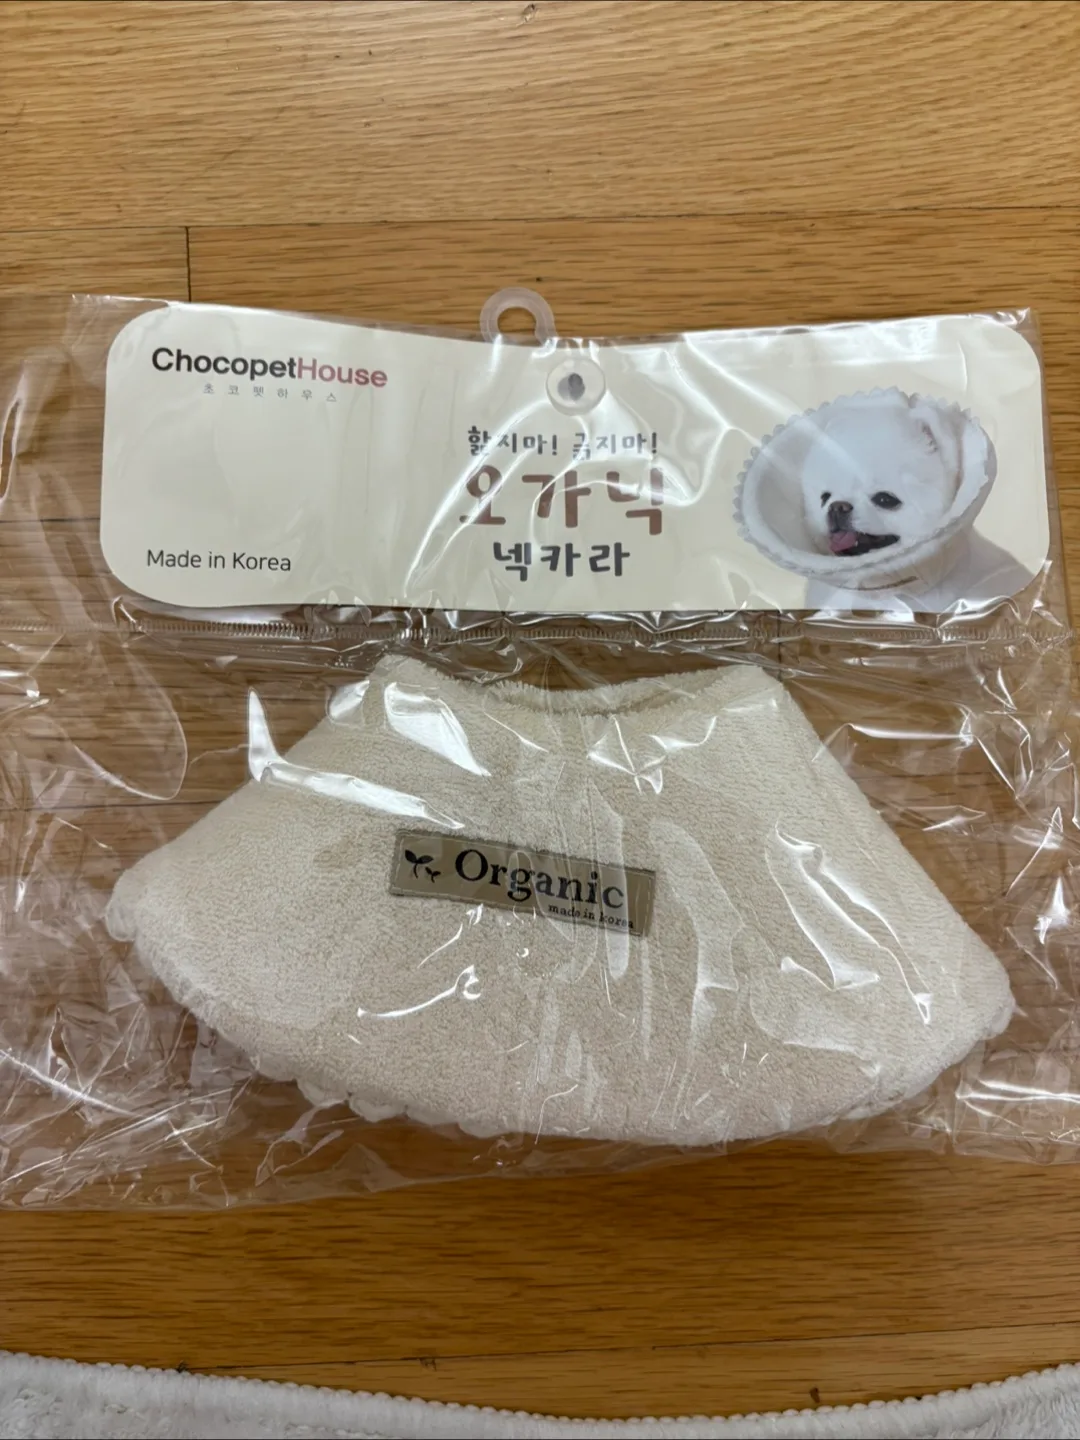 ChocopetHouse
초코펫하우스
핥지마! 긁지마!
오가닉
넥카라
Made in Korea
Organic
made in korea